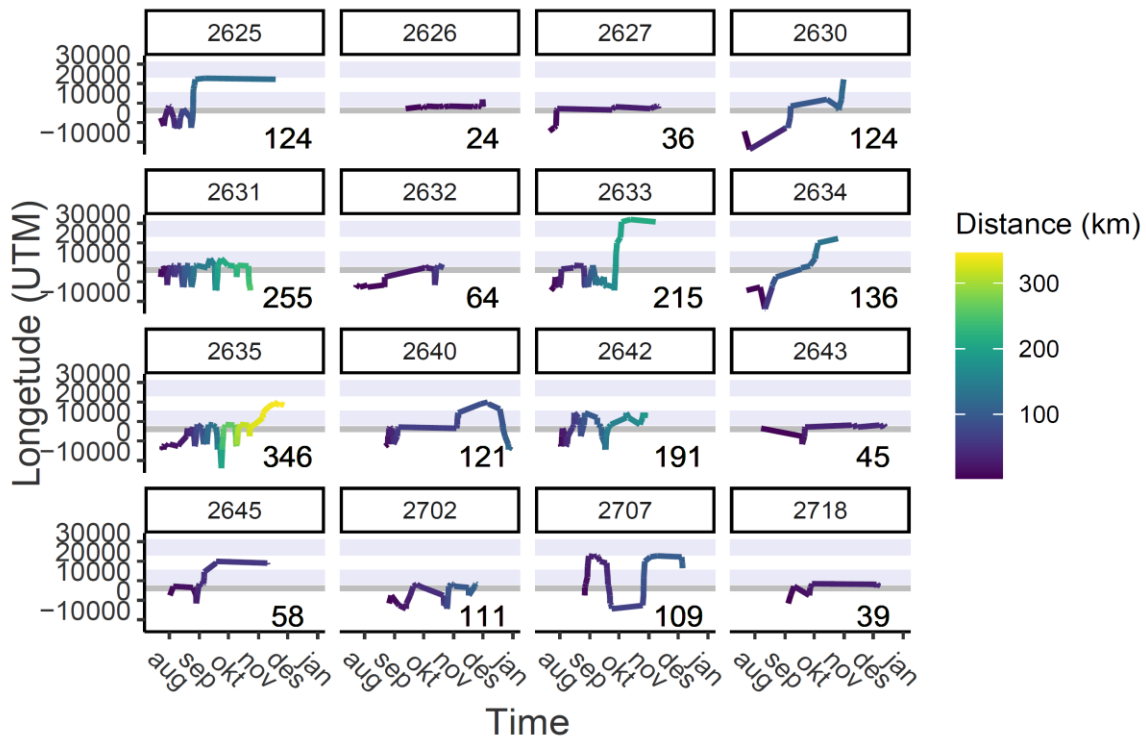 2625 2626 2627 2630
30000
20000
10000
0
−10000
124 24 36 124
2631 2632 2633 2634
30000
20000
10000
0
−10000
255 64 215 136
2635 2640 2642 2643
30000
20000
10000
0
−10000
346 121 191 45
2645 2702 2707 2718
30000
20000
10000
0
−10000
58 111 109 39
aug sep okt nov des jan
aug sep okt nov des jan
aug sep okt nov des jan
aug sep okt nov des jan
Time
Longetude (UTM)
Distance (km)
300
200
100